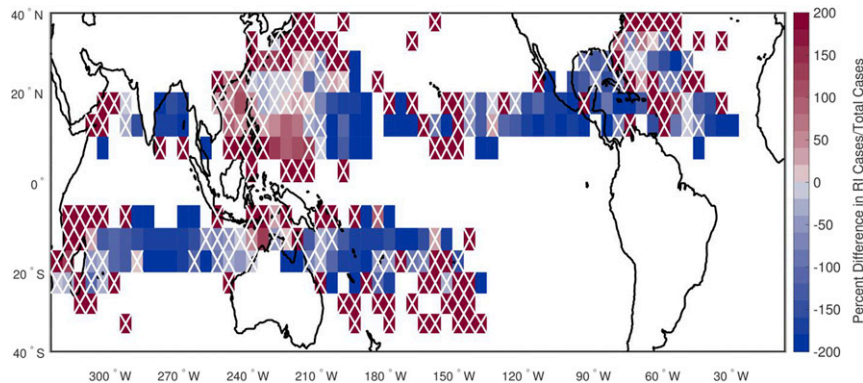 40 °N
30 °
20 °N
0 °
20 °S
40 °S
300 °W 270 °W 240 °W 210 °W 180 °W 150 °W 120 °W 90 °W 60 °W 30 °W
200
150
100
50
0
-50
-100
-150
-200
Percent Difference in RI Cases/Total Cases